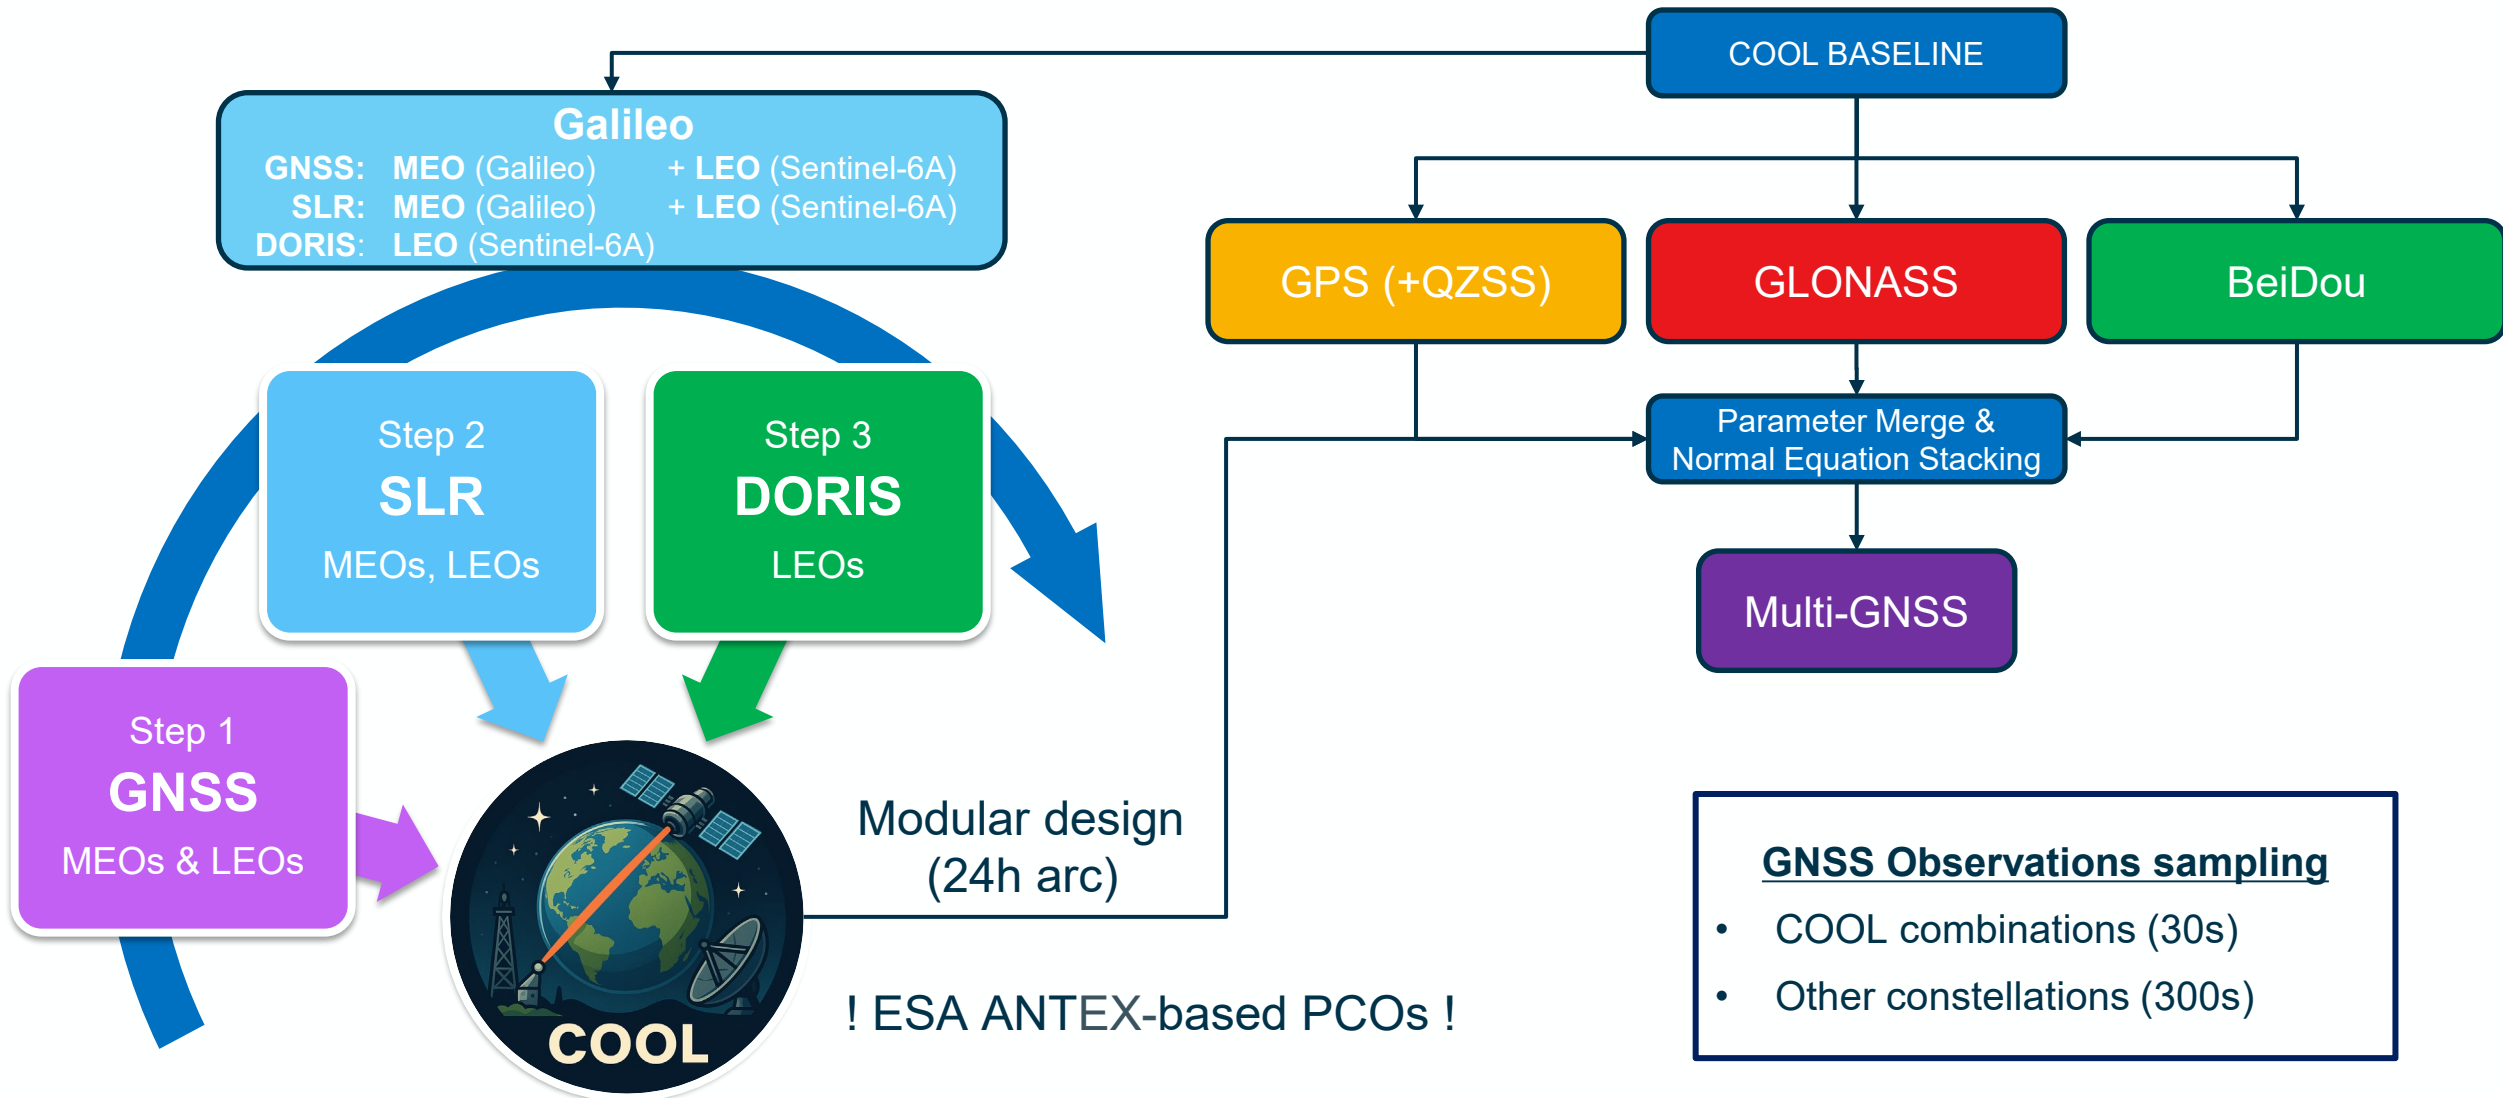 COOL BASELINE
Galileo
GNSS: MEO (Galileo) + LEO (Sentinel-6A)
SLR: MEO (Galileo) + LEO (Sentinel-6A)
DORIS: LEO (Sentinel-6A)
GPS (+QZSS)
GLONASS
BeiDou
Parameter Merge &
Normal Equation Stacking
Multi-GNSS
Step 1
GNSS
MEOs & LEOs
Step 2
SLR
MEOs, LEOs
Step 3
DORIS
LEOs
COOL
Modular design
(24h arc)
! ESA ANTEX-based PCOs !
GNSS Observations sampling
• COOL combinations (30s)
• Other constellations (300s)